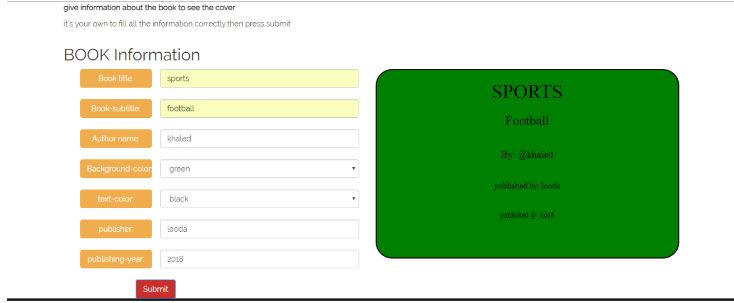 give information about the book to see the cover
it's your own to fill all the information correctly,then press submit
BOOK Information
Book title:
sports
Book-subtitle:
football
Author name:
khaled
Background-color:
green
text-color:
black
publisher:
looda
publishing-year:
2018
Submit
SPORTS
Football
By: @khaled
published by: looda
published @: 2018